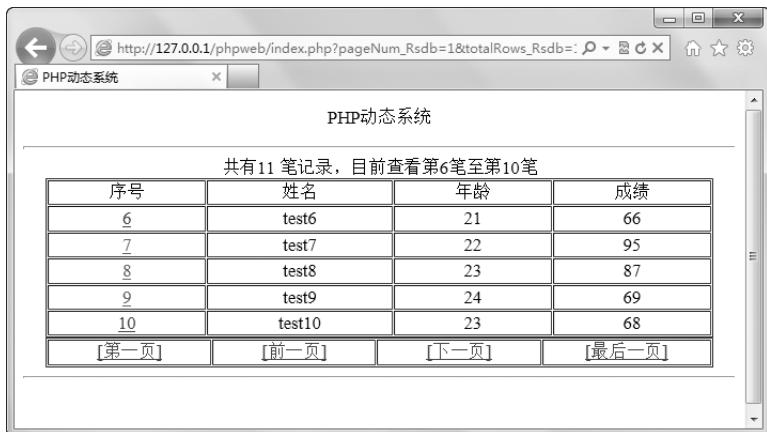 http://127.0.0.1/phpweb/index.php?pageNum_Rsdb=1&totalRows_Rsdb=
PHP动态系统
PHP动态系统
共有11 笔记录，目前查看第6笔至第10笔
序号 姓名 年龄 成绩
6 test6 21 66
7 test7 22 95
8 test8 23 87
9 test9 24 69
10 test10 23 68
[第一页] [前一页] [下一页] [最后一页]